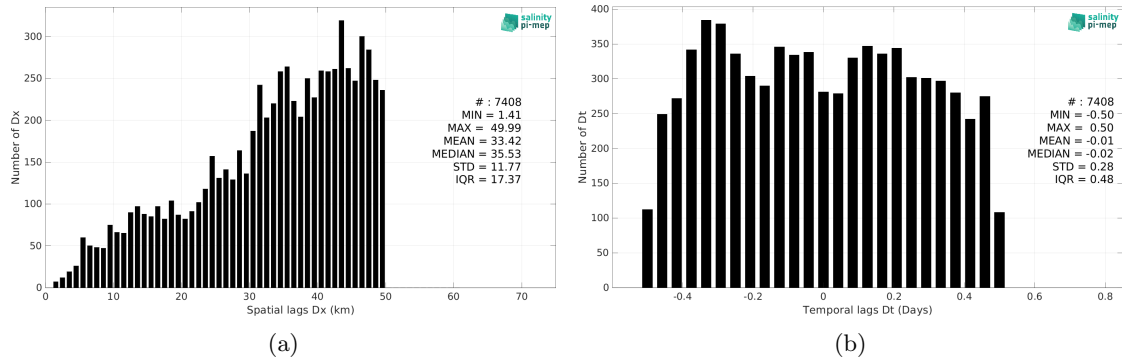 salinity
pi-mep
300
250
200
150
100
50
0
Number of Dx
# : 7408
MIN = 1.41
MAX = 49.99
MEAN = 33.42
MEDIAN = 35.53
STD = 11.77
IQR = 17.37
0 10 20 30 40 50 60 70
Spatial lags Dx (km)
(a)
salinity
pi-mep
400
350
300
250
200
150
100
50
0
Number of Dt
# : 7408
MIN = -0.50
MAX = 0.50
MEAN = -0.01
MEDIAN = -0.02
STD = 0.28
IQR = 0.48
-0.4 -0.2 0 0.2 0.4 0.6 0.8
Temporal lags Dt (Days)
(b)